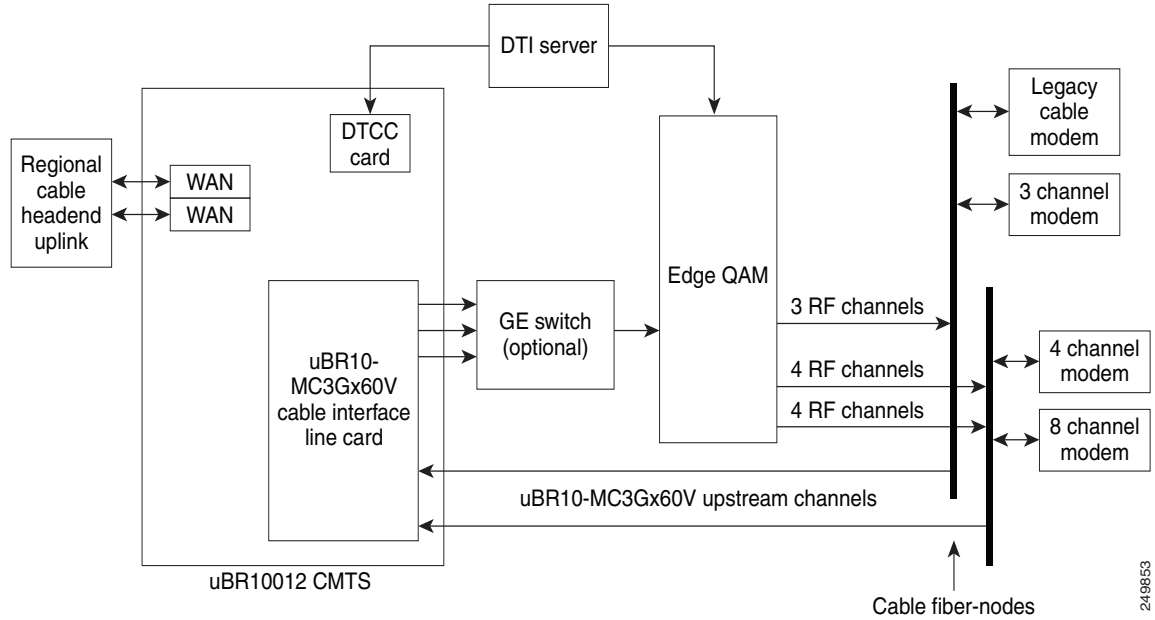 DTI server
DTCC
card
Regional
cable
headend
uplink
WAN
WAN
Legacy
cable
modem
3 channel
modem
Edge QAM
uBR10-
MC3Gx60V
cable interface
line card
GE switch
(optional)
3 RF channels
4 RF channels
4 RF channels
4 channel
modem
8 channel
modem
uBR10-MC3Gx60V upstream channels
uBR10012 CMTS
Cable fiber-nodes
249853